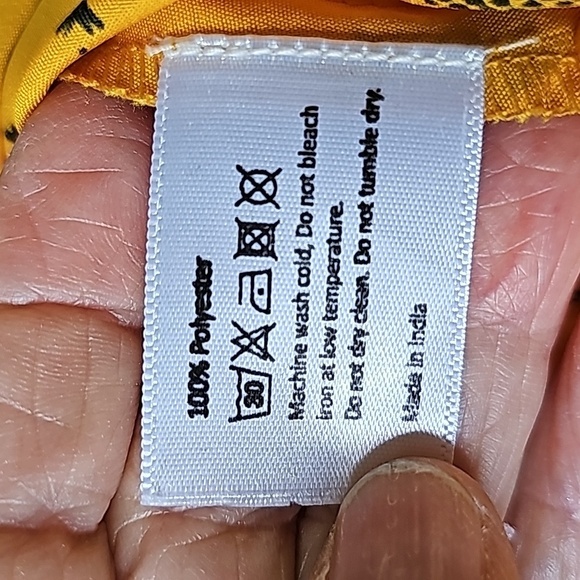 100% Polyester
30
Machine wash cold, Do not bleach
Iron at low temperature.
Do not dry clean. Do not tumble dry.
Made in India